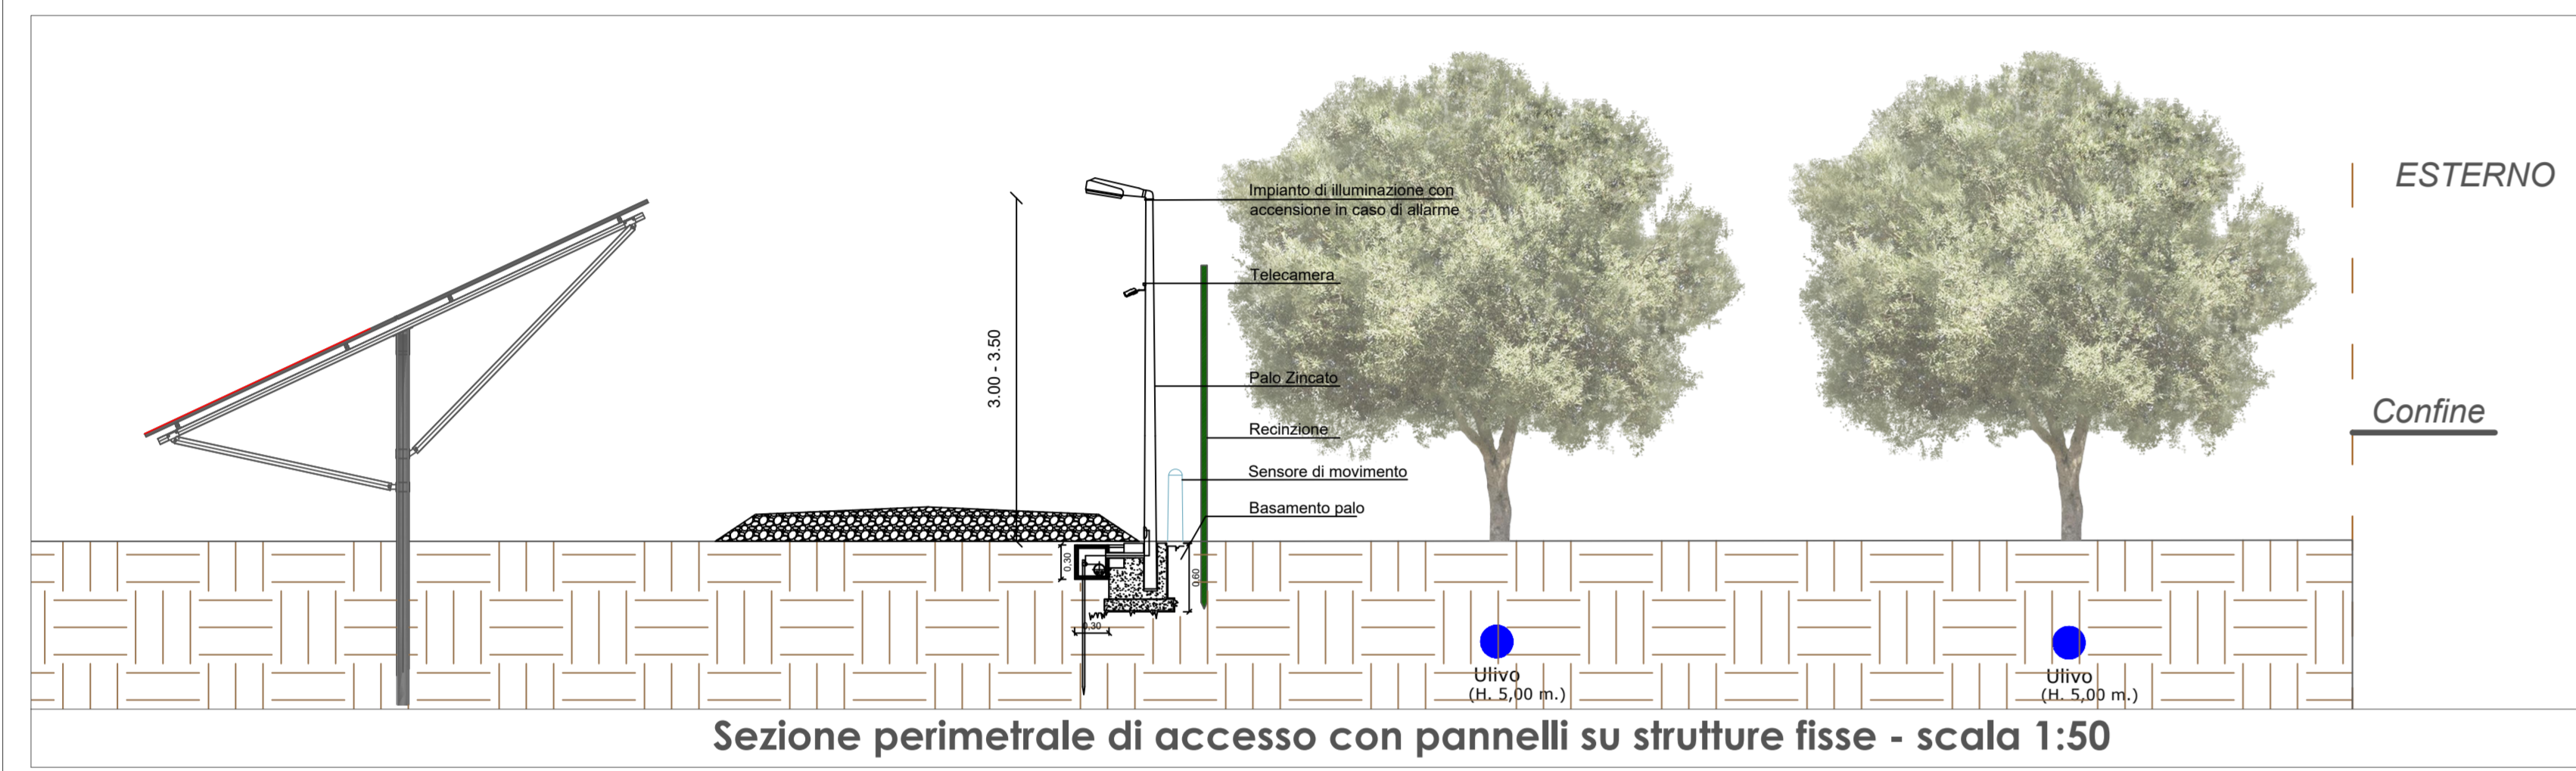 ESTERNO
Impianto di illuminazione con
accensione in caso di allarme
Telecamera
3.00 - 3.50
Palo Zincato
Confine
Recinzione
Sensore di movimento
Basamento palo
0,30
0,60
0,30
Ulivo
(H. 5,00 m.)
Ulivo
(H. 5,00 m.)
Sezione perimetrale di accesso con pannelli su strutture fisse - scala 1:50